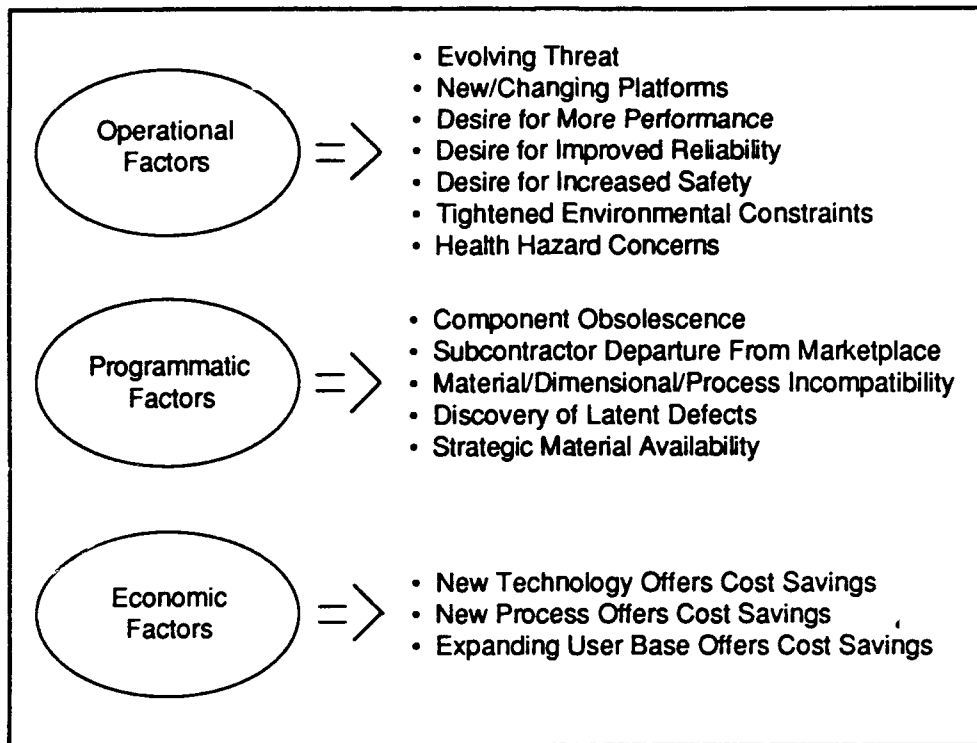 Operational
Factors
• Evolving Threat
• New/Changing Platforms
• Desire for More Performance
• Desire for Improved Reliability
• Desire for Increased Safety
• Tightened Environmental Constraints
• Health Hazard Concerns
Programmatic
Factors
• Component Obsolescence
• Subcontractor Departure From Marketplace
• Material/Dimensional/Process Incompatibility
• Discovery of Latent Defects
• Strategic Material Availability
Economic
Factors
• New Technology Offers Cost Savings
• New Process Offers Cost Savings
• Expanding User Base Offers Cost Savings